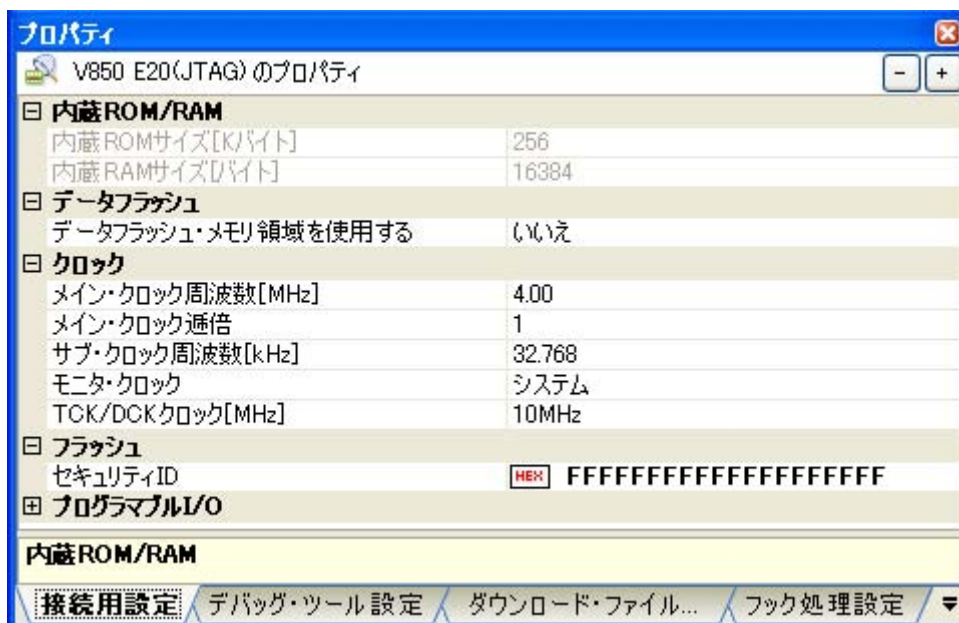 プロパティ
V850 E20(JTAG) のプロパティ
内蔵ROM/RAM
内蔵ROMサイズ[Kバイト] 256
内蔵RAMサイズ[バイト] 16384
データフラッシュ
データフラッシュ・メモリ領域を使用する いいえ
クロック
メイン・クロック周波数[MHz] 4.00
メイン・クロック逓倍 1
サブ・クロック周波数[kHz] 32.768
モニタ・クロック システム
TCK/DCKクロック[MHz] 10MHz
フラッシュ
セキュリティID HEX FFFFFFFFFFFFFFFFFFFF
プログラマブルI/O
内蔵ROM/RAM
接続用設定 デバッグ・ツール設定 ダウンロード・ファイル... フック処理設定